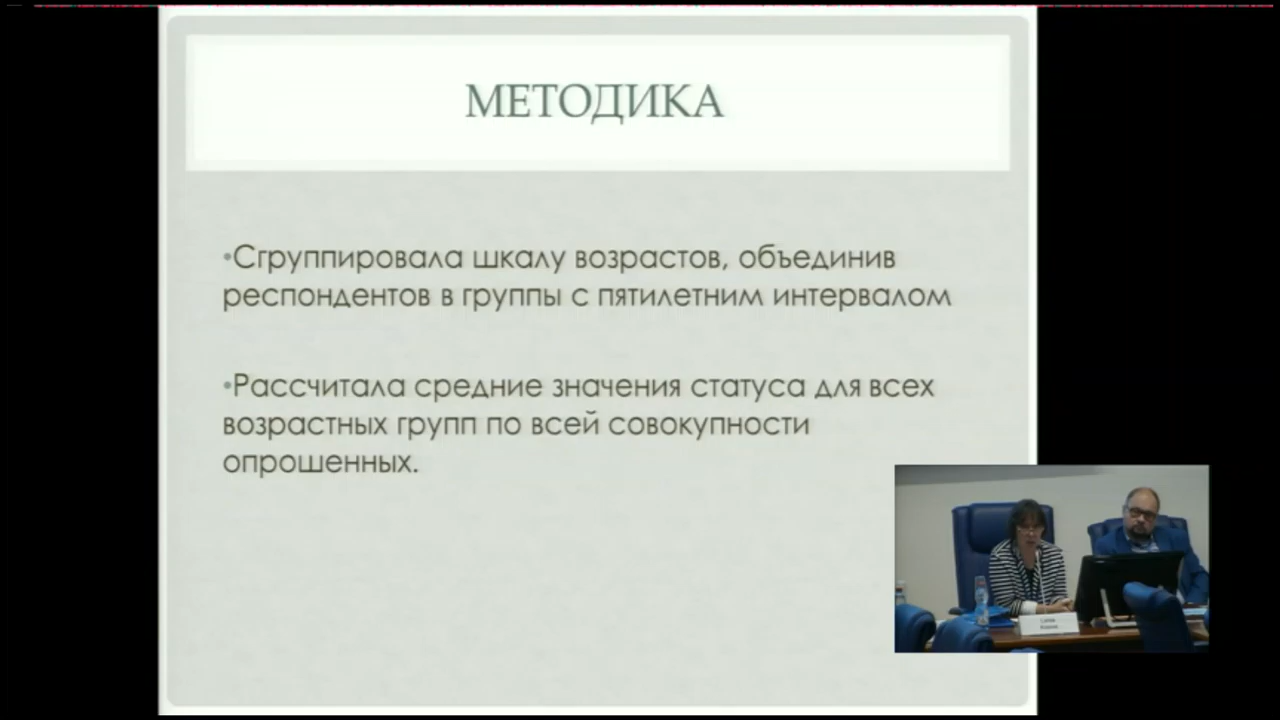 МЕТОДИКА
•Сгруппировала шкалу возрастов, объединив
респондентов в группы с пятилетним интервалом
•Рассчитала средние значения статуса для всех
возрастных групп по всей совокупности
опрошенных.